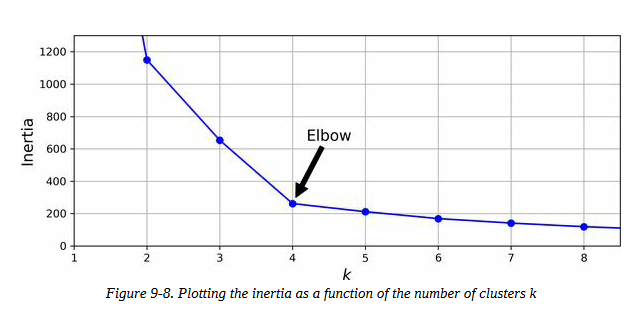 1200
1000
800
600
400
200
0
Inertia
Elbow
1 2 3 4 5 6 7 8
k
Figure 9-8. Plotting the inertia as a function of the number of clusters k